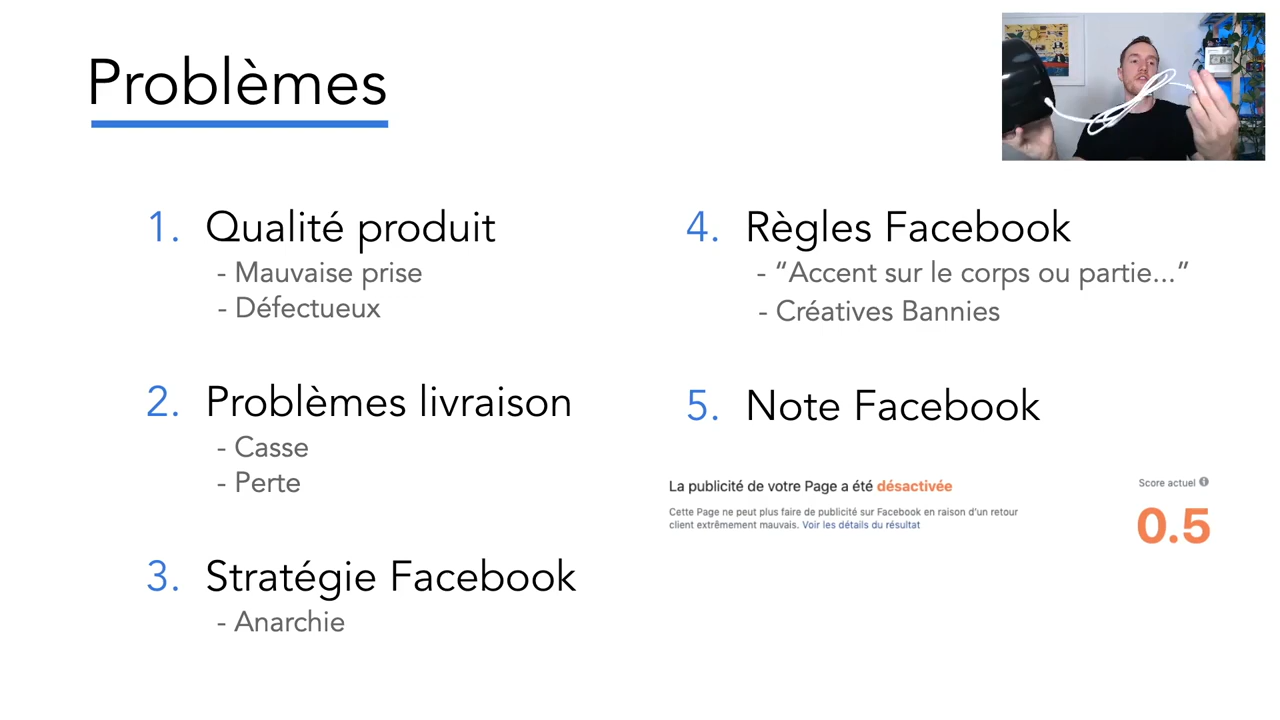 Problèmes
1. Qualité produit
- Mauvaise prise
- Défectueux
2. Problèmes livraison
- Casse
- Perte
3. Stratégie Facebook
- Anarchie
4. Règles Facebook
- “Accent sur le corps ou partie...”
- Créatives Bannies
5. Note Facebook
La publicité de votre Page a été désactivée
Cette Page ne peut plus faire de publicité sur Facebook en raison d'un retour
client extrêmement mauvais. Voir les détails du résultat
Score actuel
0.5